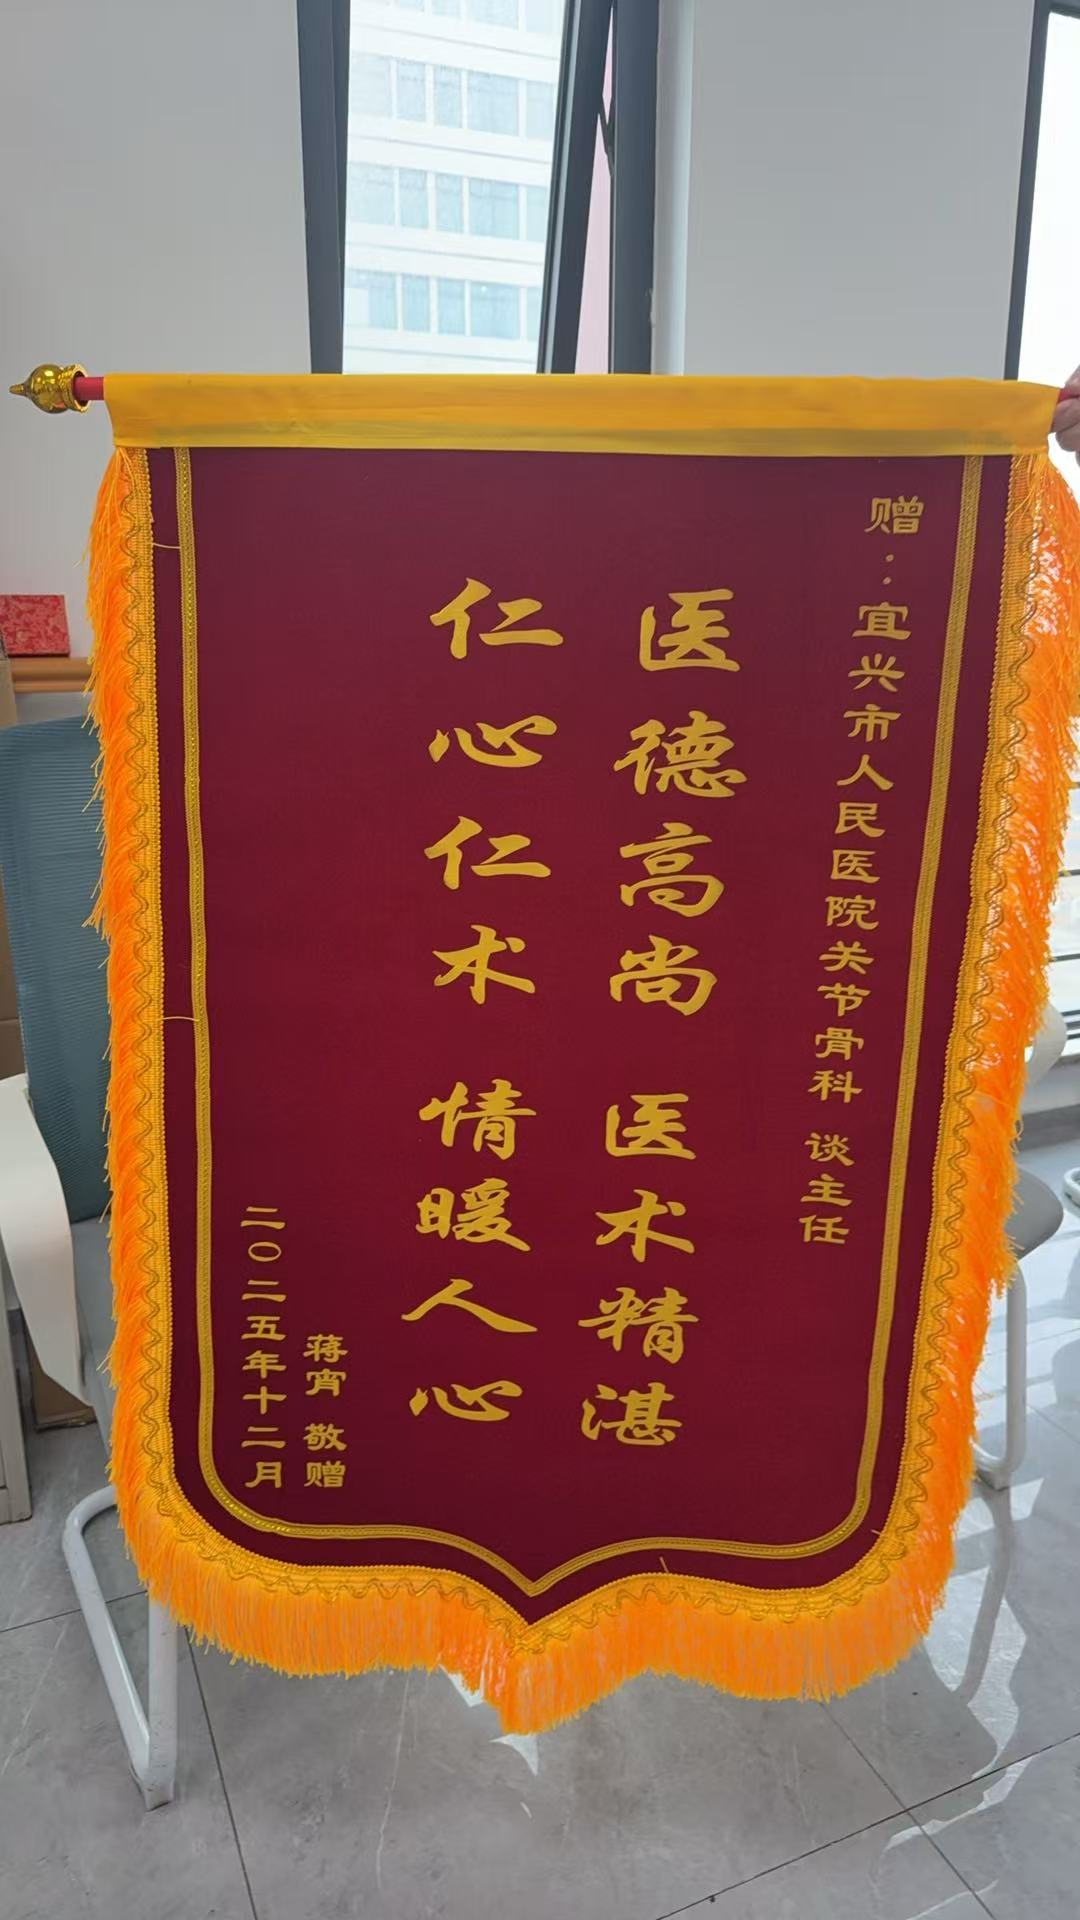 赠：宜兴市人民医院关节骨科 谈主任
医德高尚 医术精湛
仁心仁术 情暖人心
蒋宵 敬赠
二〇二五年十二月